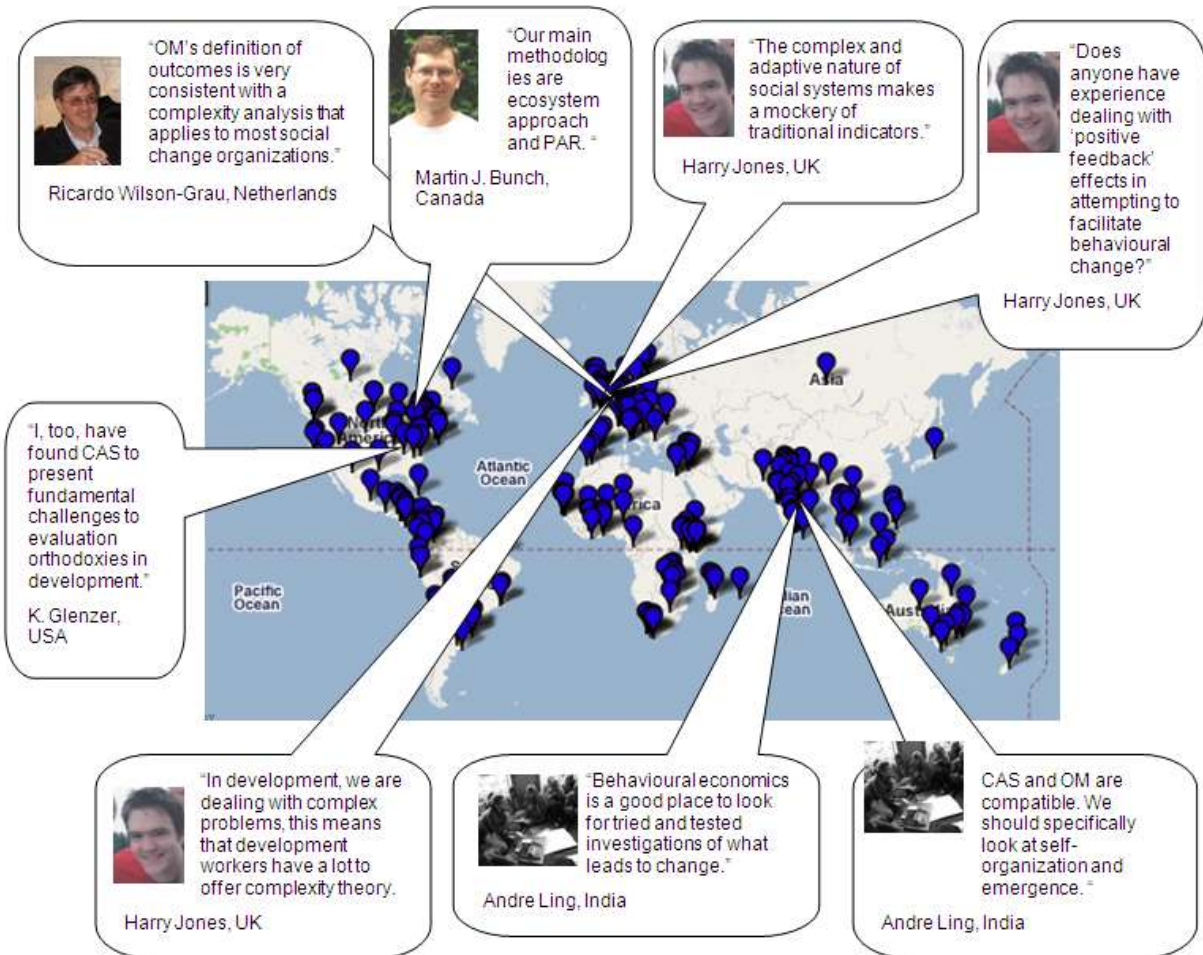 “OM’s definition of
outcomes is very
consistent with a
complexity analysis that
applies to most social
change organizations.”
Ricardo Wilson-Grau, Netherlands
“Our main
methodolog
ies are
ecosystem
approach
and PAR. “
Martin J. Bunch,
Canada
“The complex and
adaptive nature of
social systems makes
a mockery of
traditional indicators.”
Harry Jones, UK
“Does
anyone have
experience
dealing with
‘positive
feedback’
effects in
attempting to
facilitate
behavioural
change?”
Harry Jones, UK
“I, too, have
found CAS to
present
fundamental
challenges to
evaluation
orthodoxies in
development.”
K. Glenzer,
USA
Asia
North
America
Atlantic
Ocean
Pacific
Ocean
“In development, we are
dealing with complex
problems, this means
that development
workers have a lot to
offer complexity theory.
Harry Jones, UK
“Behavioural economics
is a good place to look
for tried and tested
investigations of what
leads to change.”
Andre Ling, India
CAS and OM are
compatible. We
should specifically
look at self-
organization and
emergence. “
Andre Ling, India